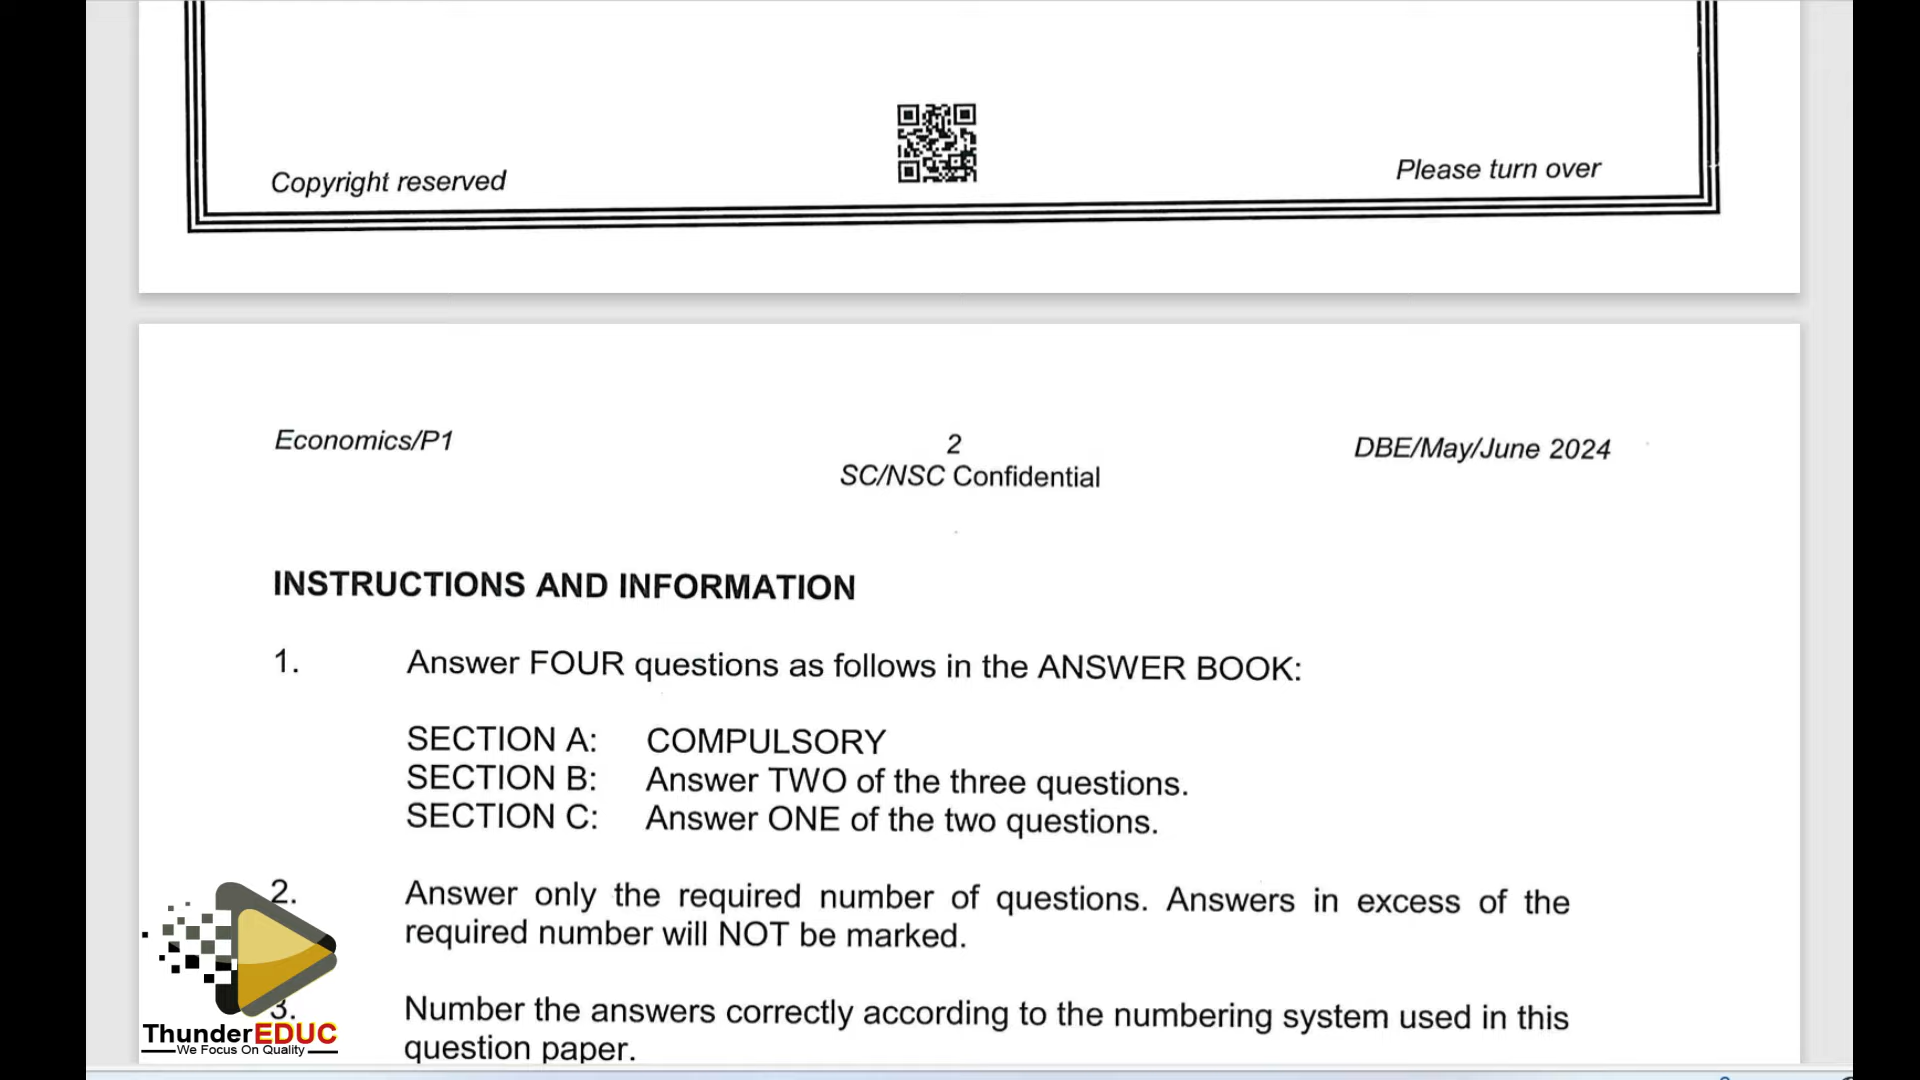 Copyright reserved
Please turn over
Economics/P1
2
DBE/May/June 2024
SC/NSC Confidential
INSTRUCTIONS AND INFORMATION
1. Answer FOUR questions as follows in the ANSWER BOOK:
SECTION A: COMPULSORY
SECTION B: Answer TWO of the three questions.
SECTION C: Answer ONE of the two questions.
2. Answer only the required number of questions. Answers in excess of the
required number will NOT be marked.
3. Number the answers correctly according to the numbering system used in this
question paper.
ThunderEDUC
We Focus On Quality